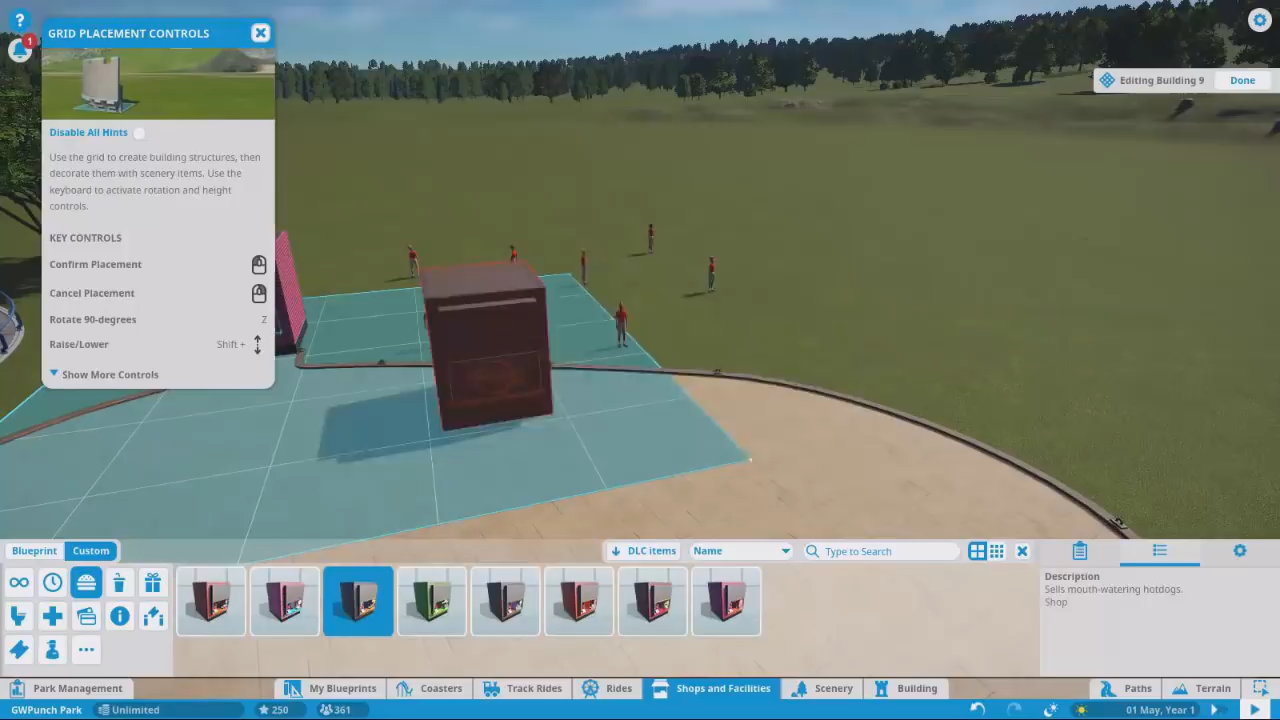 ?
GRID PLACEMENT CONTROLS
1
Disable All Hints
Use the grid to create building structures, then
decorate them with scenery items. Use the
keyboard to activate rotation and height
controls.
KEY CONTROLS
Confirm Placement
Cancel Placement
Rotate 90-degrees Z
Raise/Lower Shift +
Show More Controls
Editing Building 9 Done
Blueprint Custom DLC items Name Type to Search
Description
Sells mouth-watering hotdogs.
Shop
Park Management My Blueprints Coasters Track Rides Rides Shops and Facilities Scenery Building Paths Terrain
GWPunch Park Unlimited 250 361 01 May, Year 1